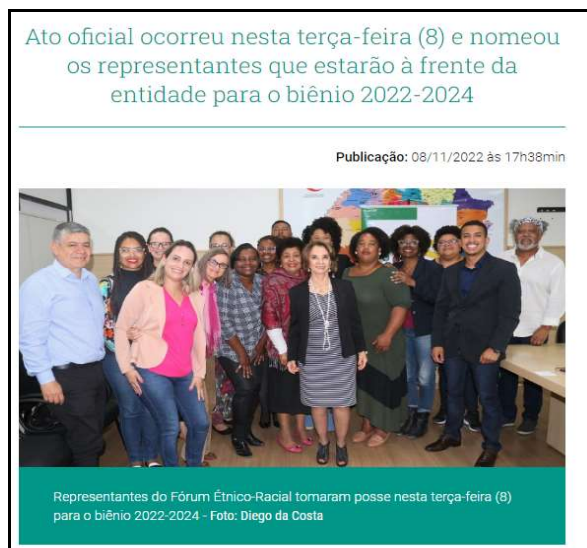 Ato oficial ocorreu nesta terça-feira (8) e nomeou
os representantes que estarão à frente da
entidade para o biênio 2022-2024
Publicação: 08/11/2022 às 17h38min
Representantes do Fórum Étnico-Racial tomaram posse nesta terça-feira (8)
para o biênio 2022-2024 - Foto: Diego da Costa